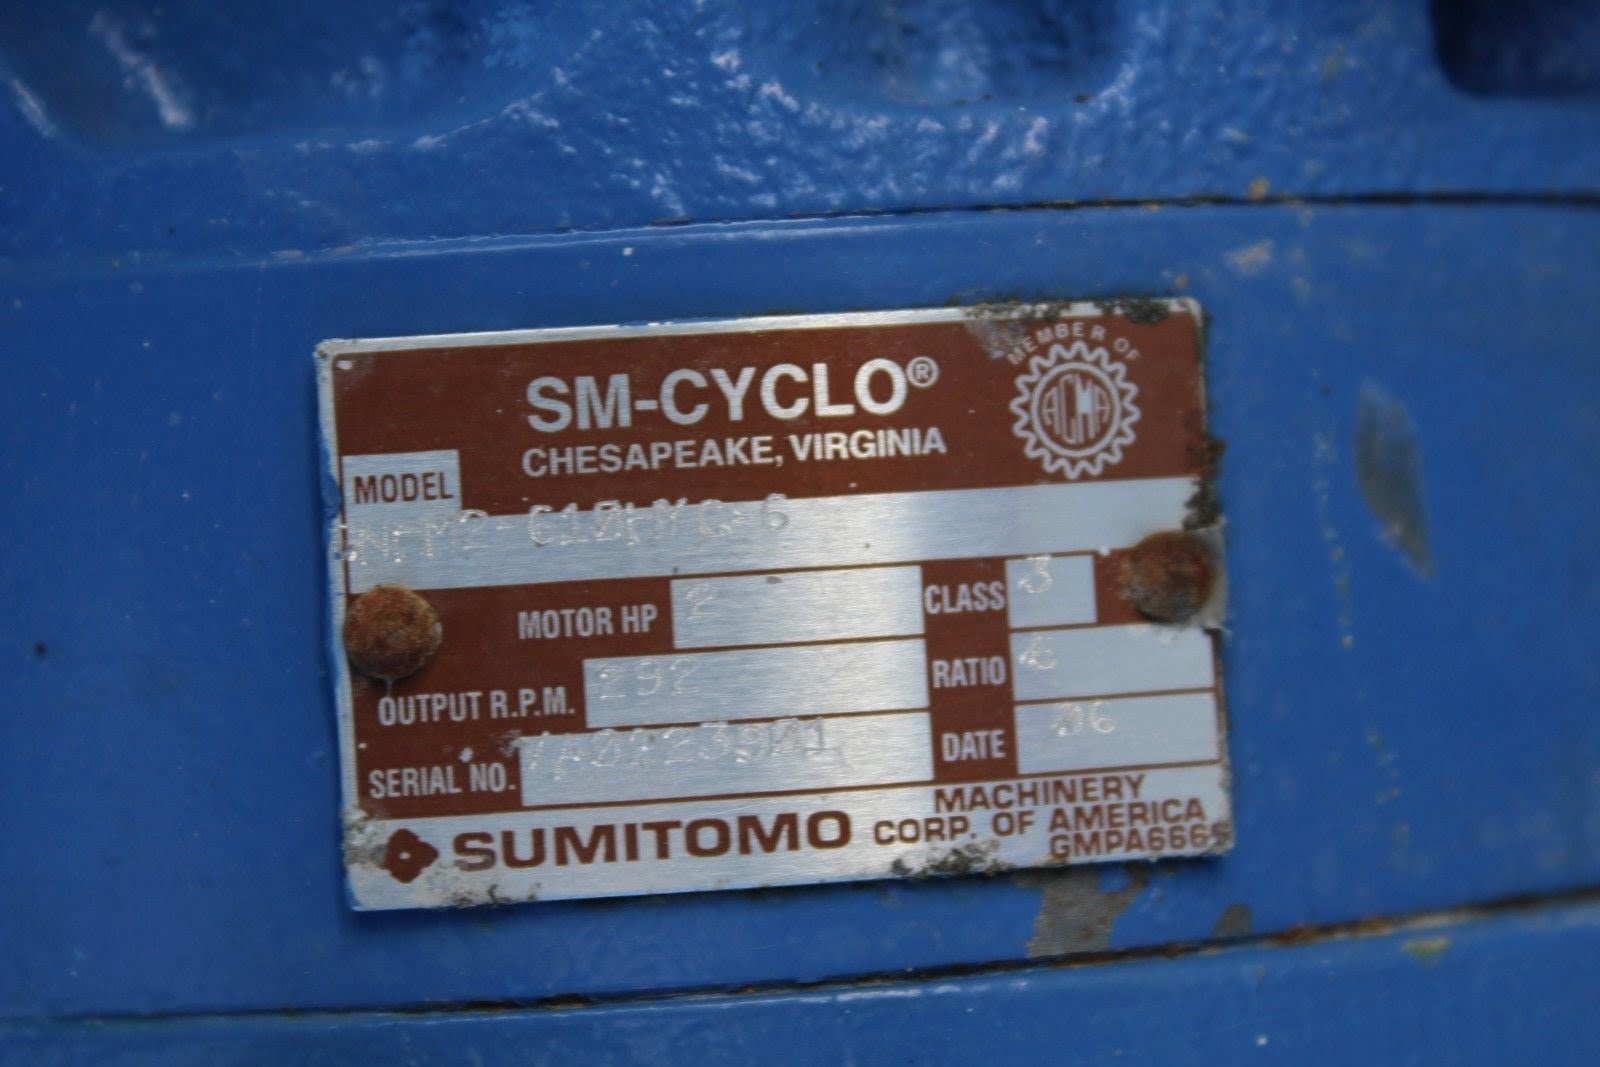 SM-CYCLO®
CHESAPEAKE, VIRGINIA
MEMBER OF
AGMA
MODEL
MOTOR HP 2
CLASS 3
OUTPUT R.P.M. 292
RATIO 6
SERIAL NO.
DATE 06
SUMITOMO MACHINERY
CORP. OF AMERICA